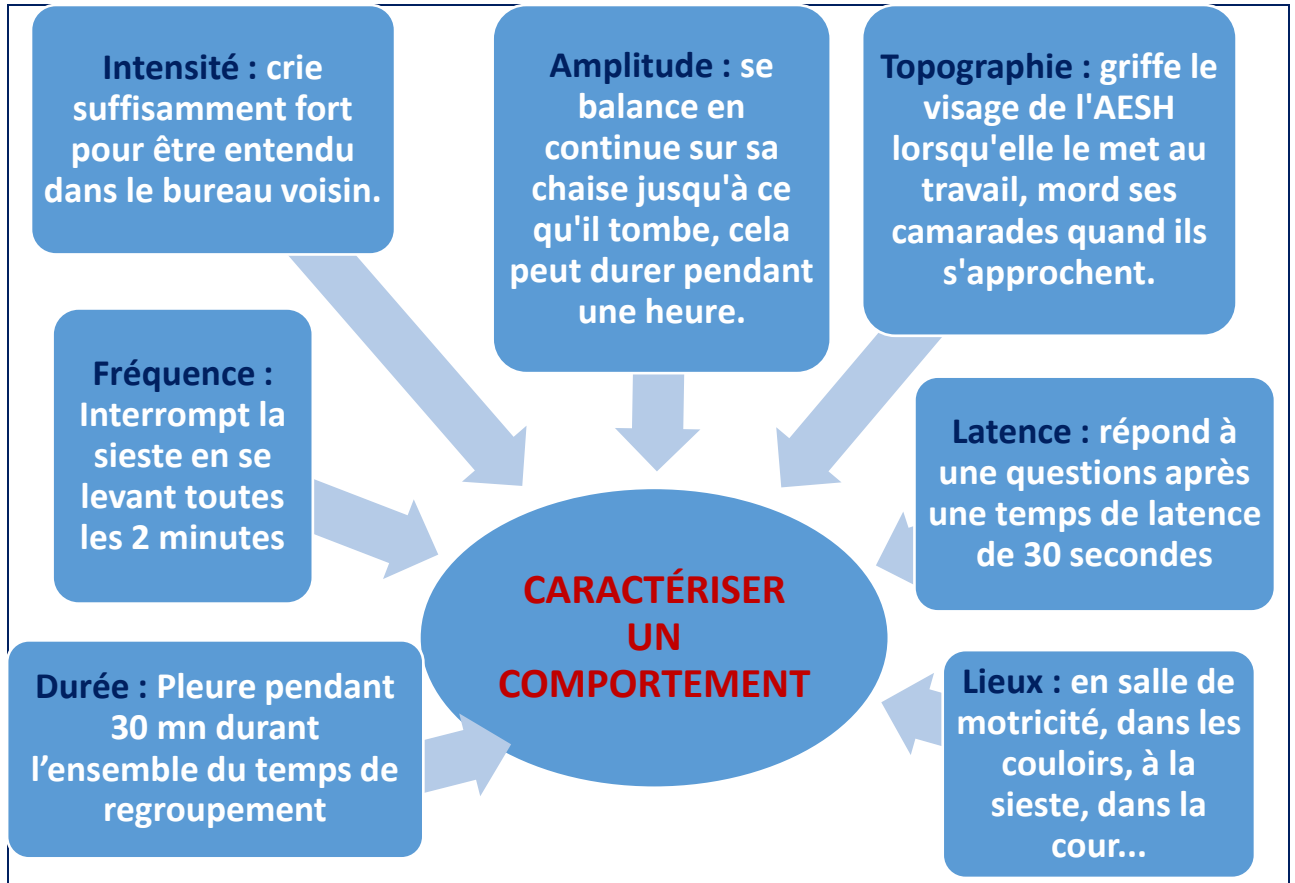 Intensité : crie
suffisamment fort
pour être entendu
dans le bureau voisin.
Amplitude : se
balance en
continue sur sa
chaise jusqu'à ce
qu'il tombe, cela
peut durer pendant
une heure.
Topographie : griffe le
visage de l'AESH
lorsqu'elle le met au
travail, mord ses
camarades quand ils
s'approchent.
Fréquence :
Interrompt la
sieste en se
levant toutes
les 2 minutes
Latence : répond à
une questions après
une temps de latence
de 30 secondes
CARACTÉRISER
UN
COMPORTEMENT
Durée : Pleure pendant
30 mn durant
l’ensemble du temps de
regroupement
Lieux : en salle de
motricité, dans les
couloirs, à la
sieste, dans la
cour...